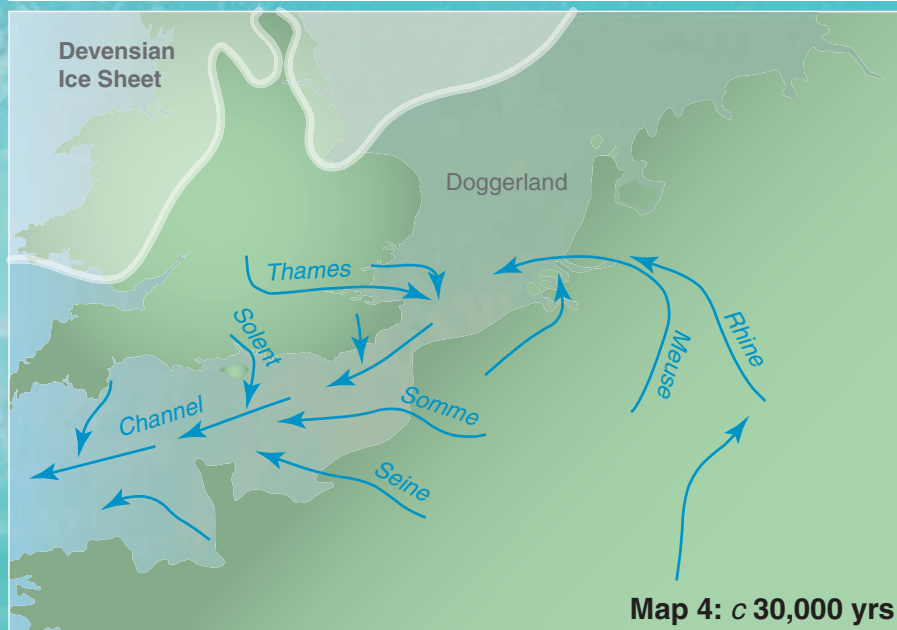 Devensian
Ice Sheet
Doggerland
Thames
Solent
Rhine
Meuse
Channel
Somme
Seine
Map 4: c 30,000 yrs